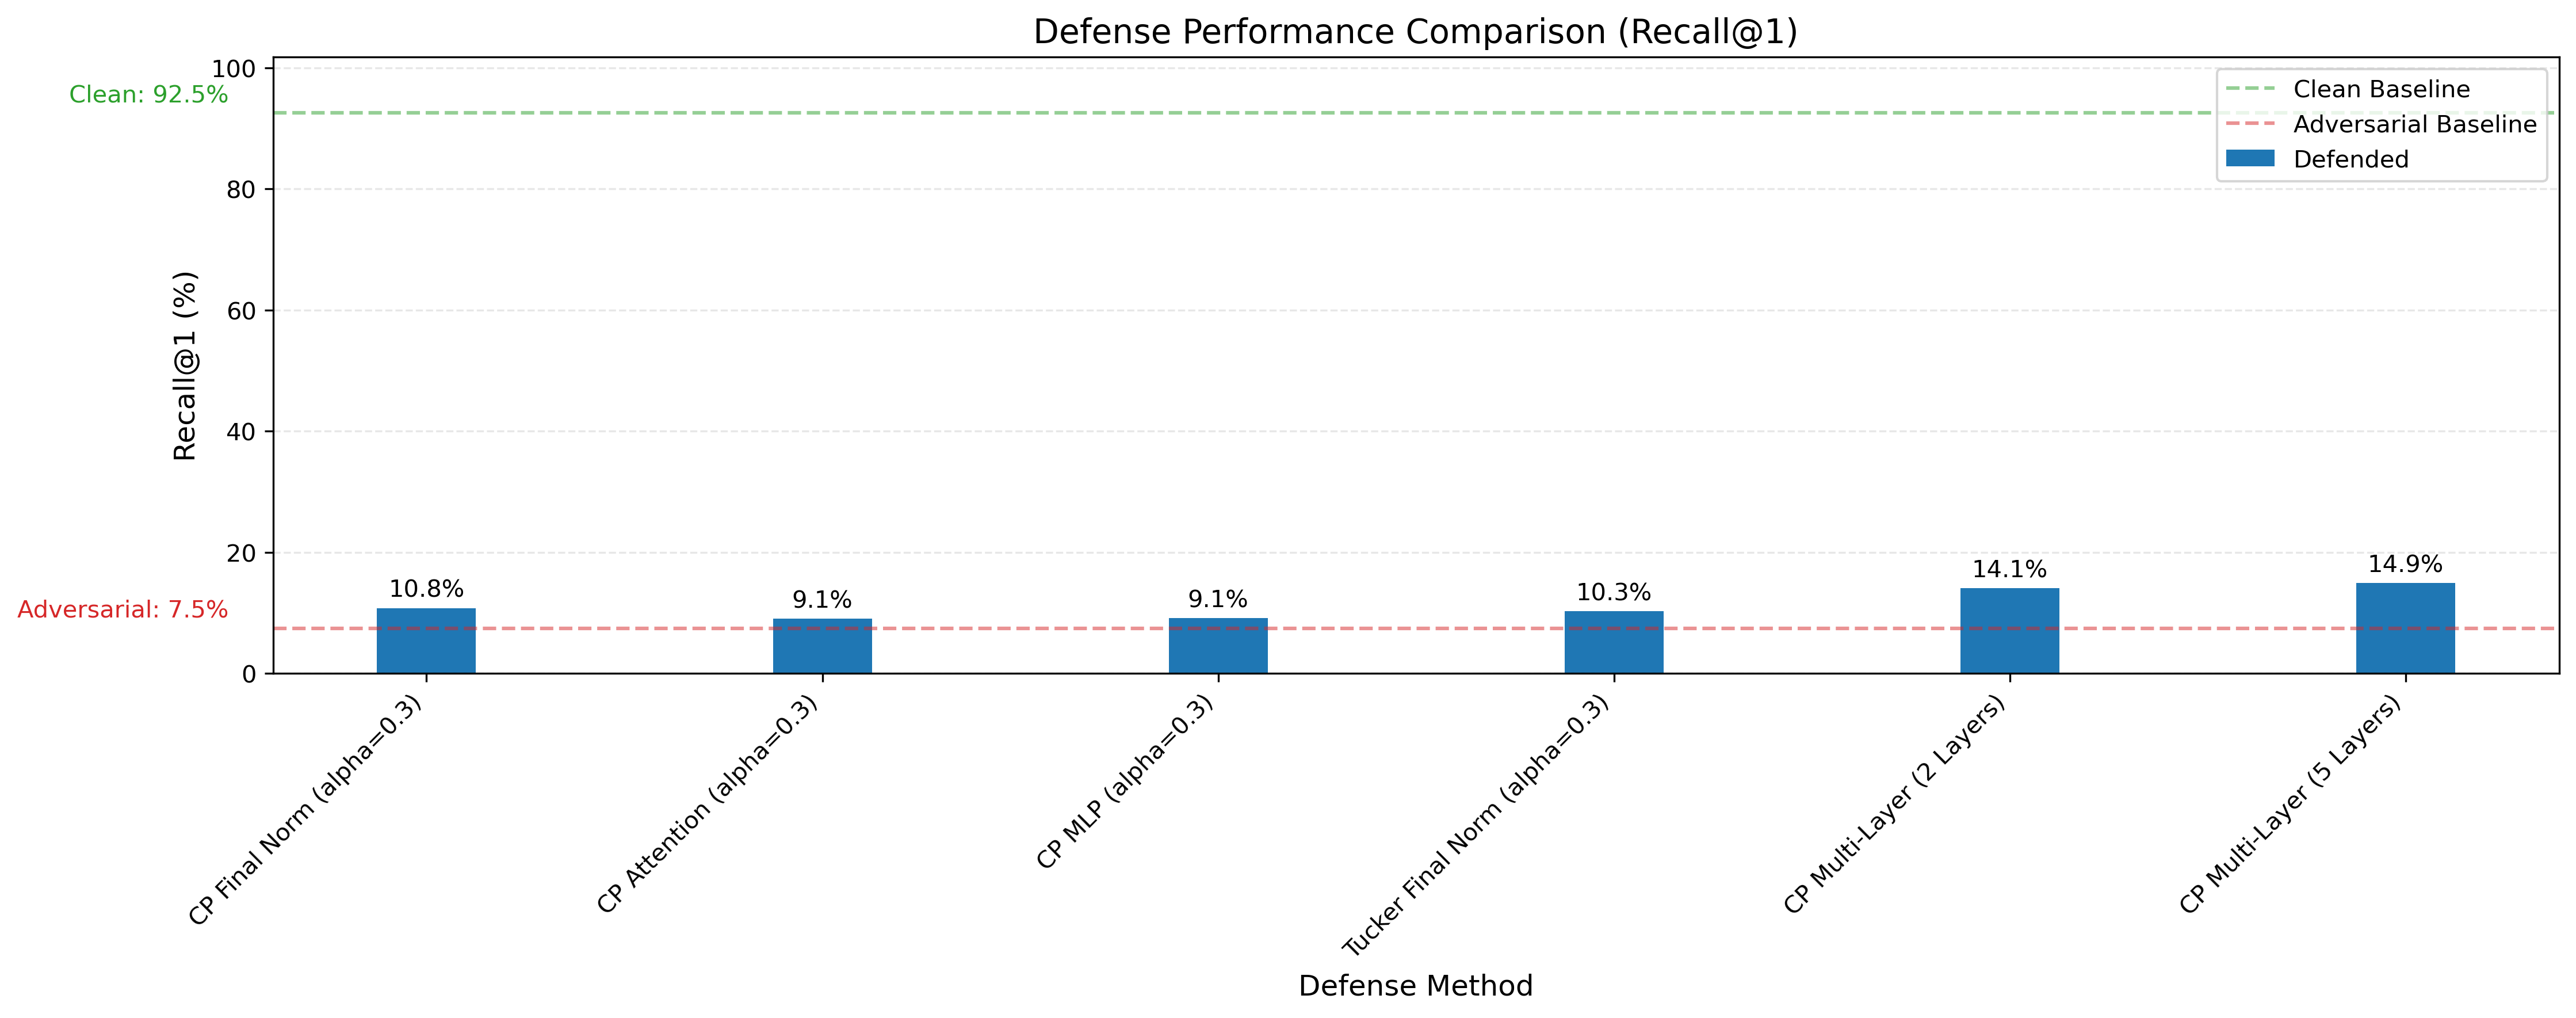 Defense Performance Comparison (Recall@1)
Clean: 92.5%
Adversarial: 7.5%
Recall@1 (%)
100
80
60
40
20
0
Clean Baseline
Adversarial Baseline
Defended
10.8%
9.1%
9.1%
10.3%
14.1%
14.9%
CP Final Norm (alpha=0.3)
CP Attention (alpha=0.3)
CP MLP (alpha=0.3)
Tucker Final Norm (alpha=0.3)
CP Multi-Layer (2 Layers)
CP Multi-Layer (5 Layers)
Defense Method